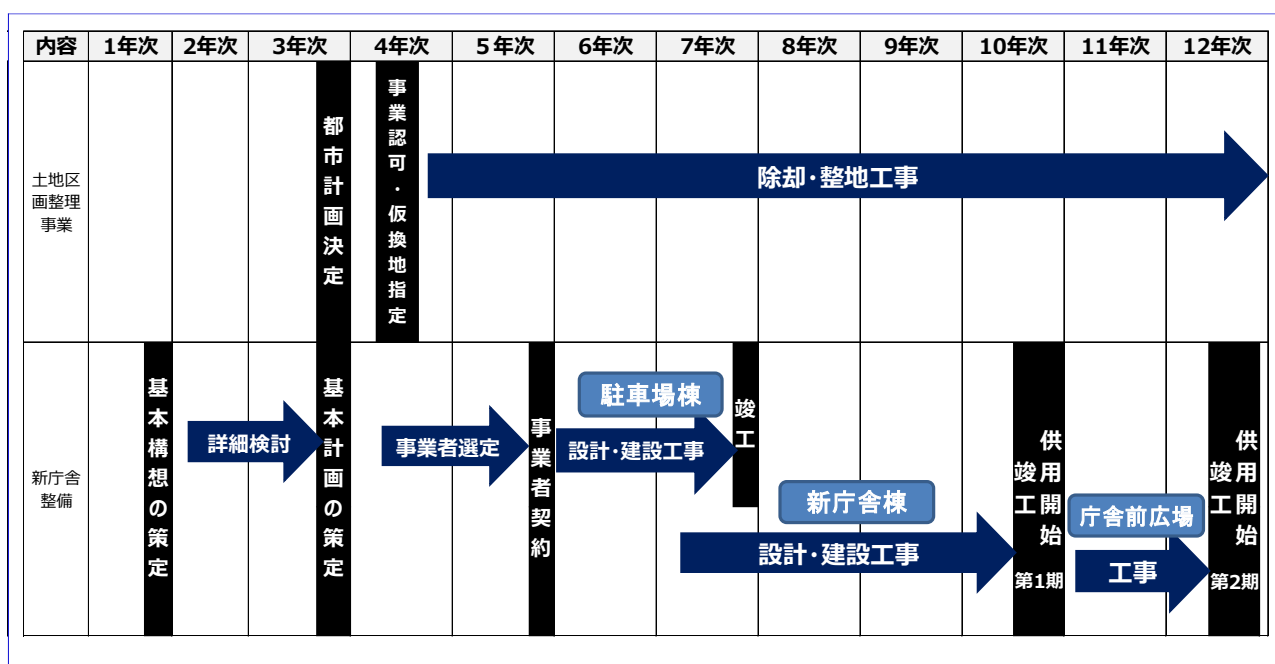 内容 1年次 2年次 3年次 4年次 5年次 6年次 7年次 8年次 9年次 10年次 11年次 12年次
土地区
画整理
事業
都市計画決定
事業認可・仮換地指定
除却・整地工事
新庁舎
整備
基本構想の策定
詳細検討
基本計画の策定
事業者選定
事業者契約
駐車場棟
設計・建設工事
竣工
新庁舎棟
設計・建設工事
供用開始
竣工
第1期
庁舎前広場
工事
供用開始
竣工
第2期